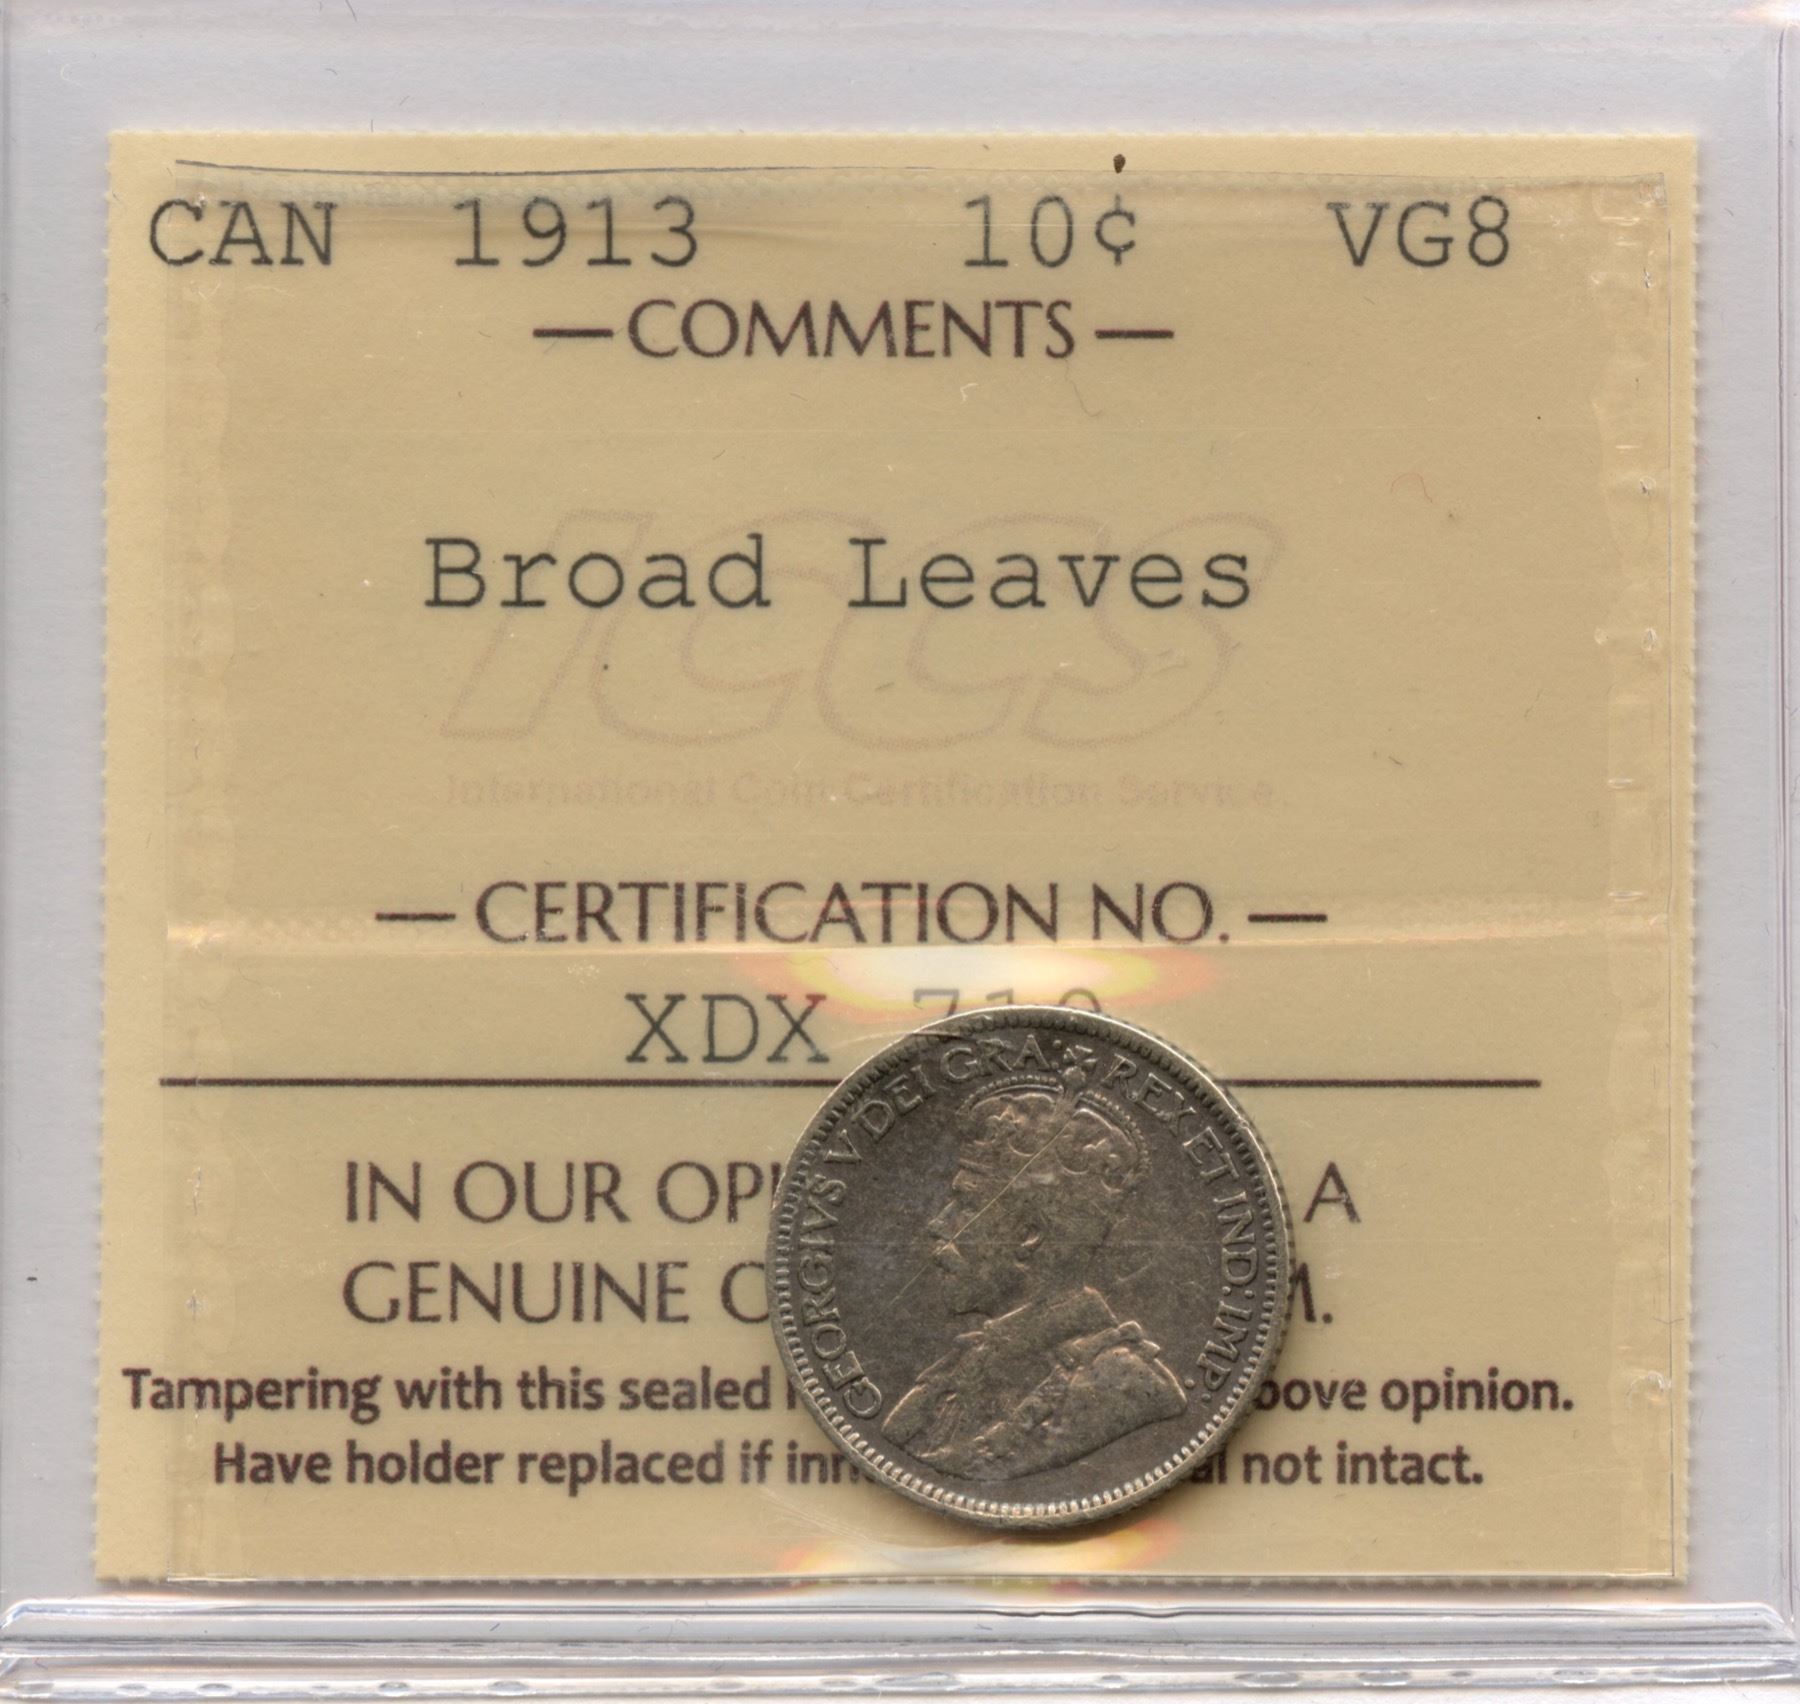 CAN 1913 10¢ VG8
— COMMENTS —
Broad Leaves
ICCS
International Coin Certification Service
— CERTIFICATION NO. —
XDX
IN OUR OPI A
GENUINE
Tampering with this sealed bove opinion.
Have holder replaced if inn not intact.
GEORGIVS V DEI GRA: REX ET IND: IMP: